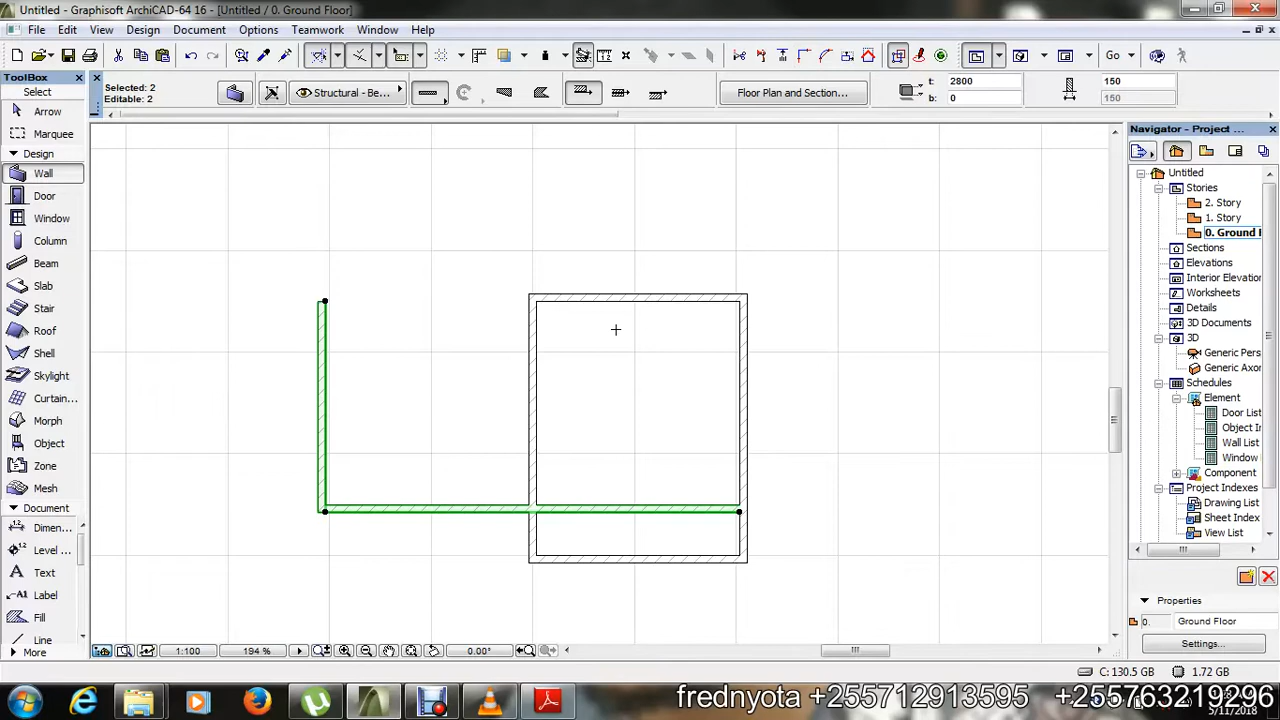 Untitled - Graphisoft ArchiCAD-64 16 - [Untitled / 0. Ground Floor]
File Edit View Design Document Options Teamwork Window Help
ToolBox
Select
Arrow
Marquee
Design
Wall
Door
Window
Column
Beam
Slab
Stair
Roof
Shell
Skylight
Curtain...
Morph
Object
Zone
Mesh
Document
Dimen...
Level ...
Text
Label
Fill
Line
More
Selected: 2
Editable: 2
Structural - Be...
Floor Plan and Section...
t: 2800
b: 0
150
150
Go
Navigator - Project ...
Untitled
Stories
2. Story
1. Story
0. Ground F
Sections
Elevations
Interior Elevation
Worksheets
Details
3D Documents
3D
Generic Pers
Generic Axon
Schedules
Element
Door List
Object In
Wall List
Window
Component
Project Indexes
Drawing List
Sheet Index
View List
Properties
0. Ground Floor
Settings...
1:100
194 %
0.00°
C: 130.5 GB
1.72 GB
frednyota +255712913595 +255763219296
5/11/2018